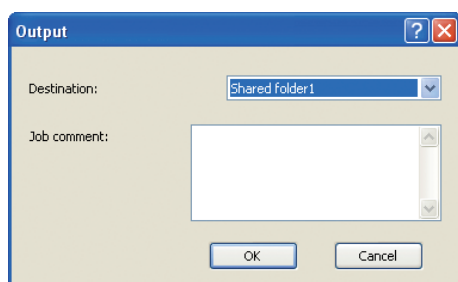 Output
Destination:
Shared folder1
Job comment:
OK
Cancel